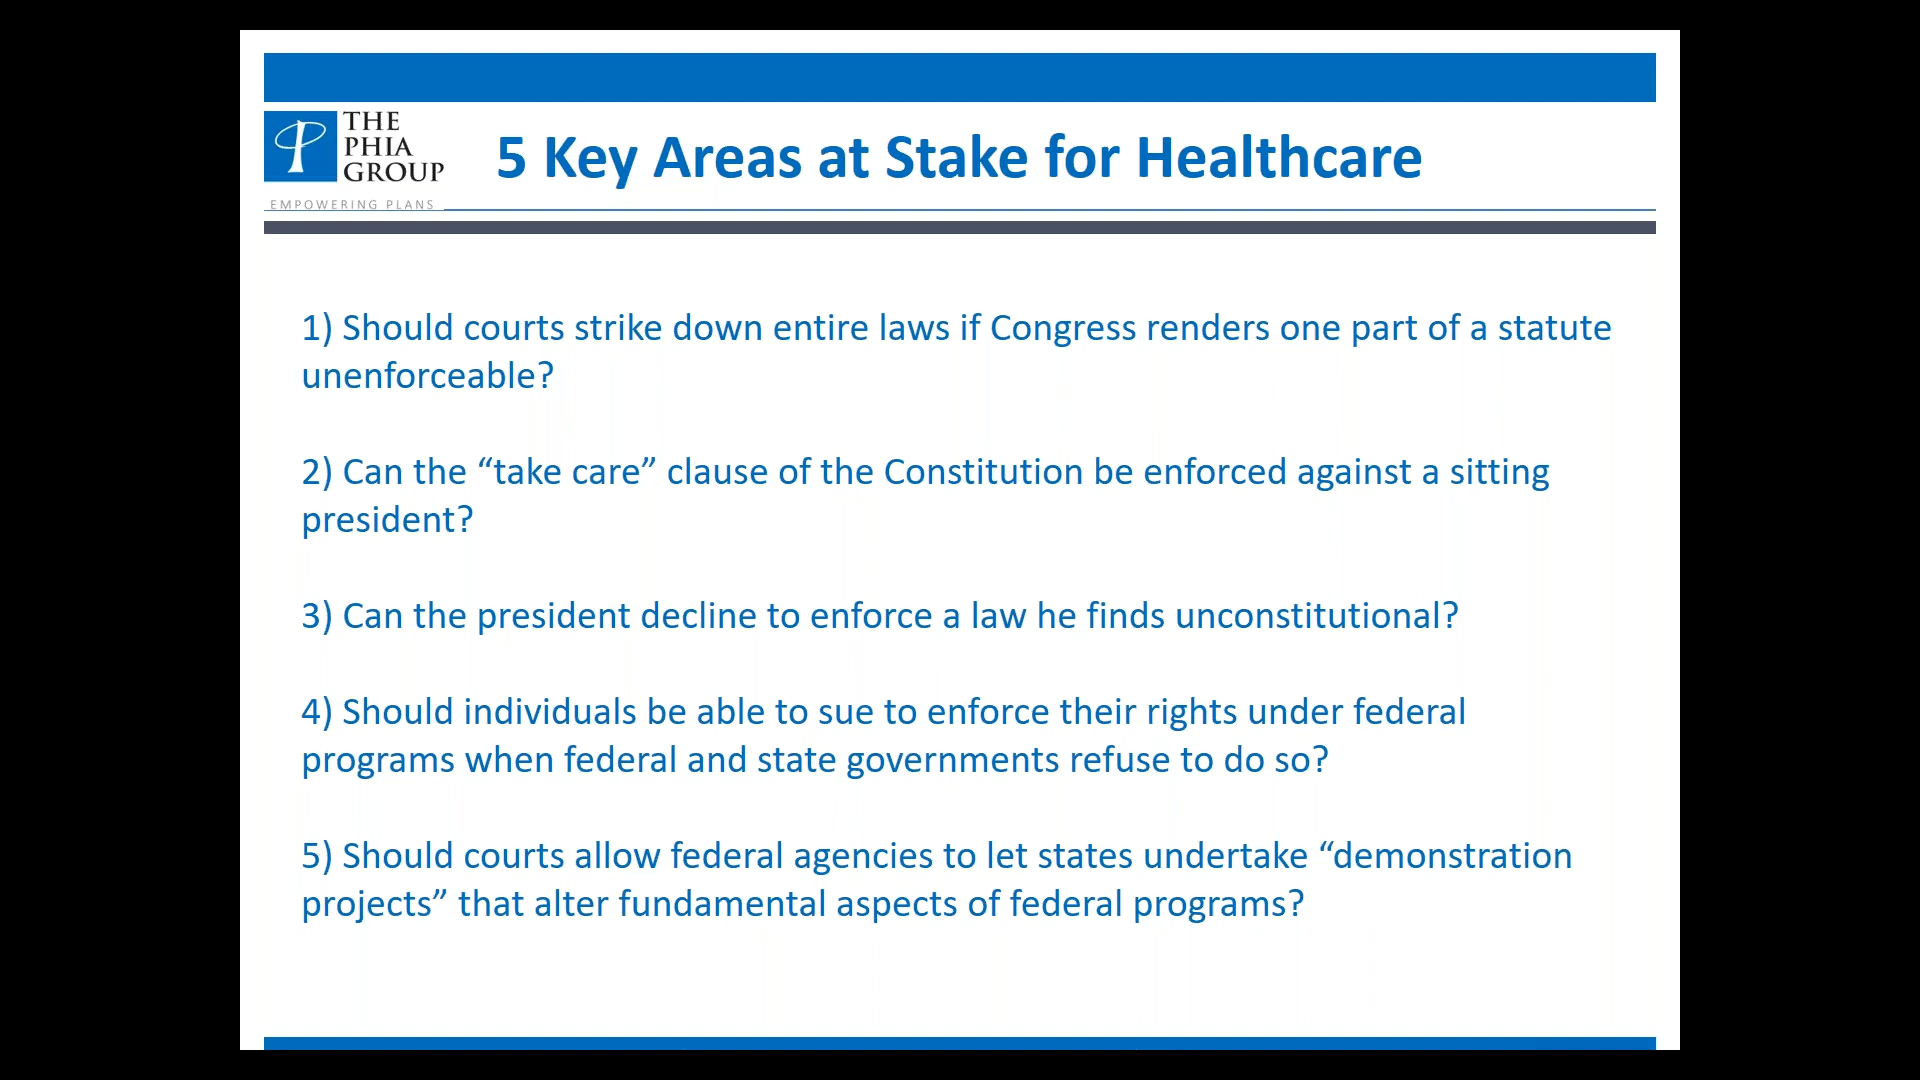 THE
PHIA
GROUP
EMPOWERING PLANS
5 Key Areas at Stake for Healthcare
1) Should courts strike down entire laws if Congress renders one part of a statute
unenforceable?
2) Can the “take care” clause of the Constitution be enforced against a sitting
president?
3) Can the president decline to enforce a law he finds unconstitutional?
4) Should individuals be able to sue to enforce their rights under federal
programs when federal and state governments refuse to do so?
5) Should courts allow federal agencies to let states undertake “demonstration
projects” that alter fundamental aspects of federal programs?